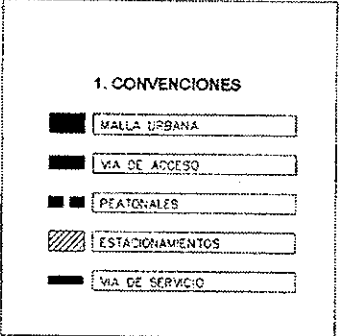 1. CONVENCIONES
MALLA URBANA
VIA DE ACCESO
PEATONALES
ESTACIONAMIENTOS
VIA DE SERVICIO